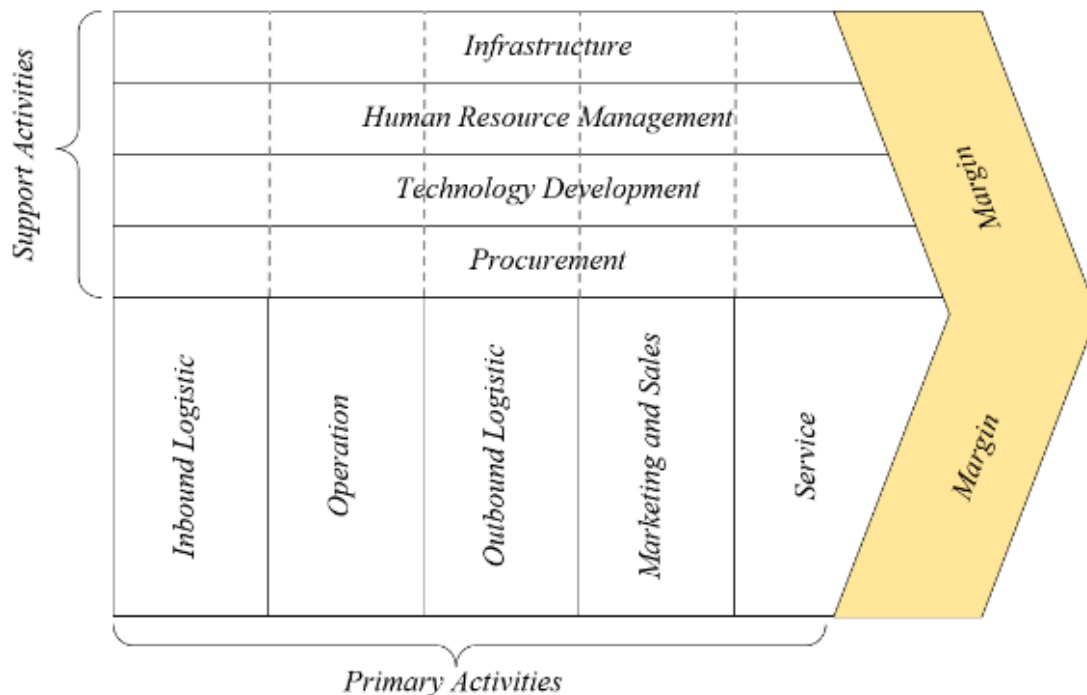 Support Activities
Infrastructure
Human Resource Management
Technology Development
Procurement
Margin
Inbound Logistic
Operation
Outbound Logistic
Marketing and Sales
Service
Margin
Primary Activities